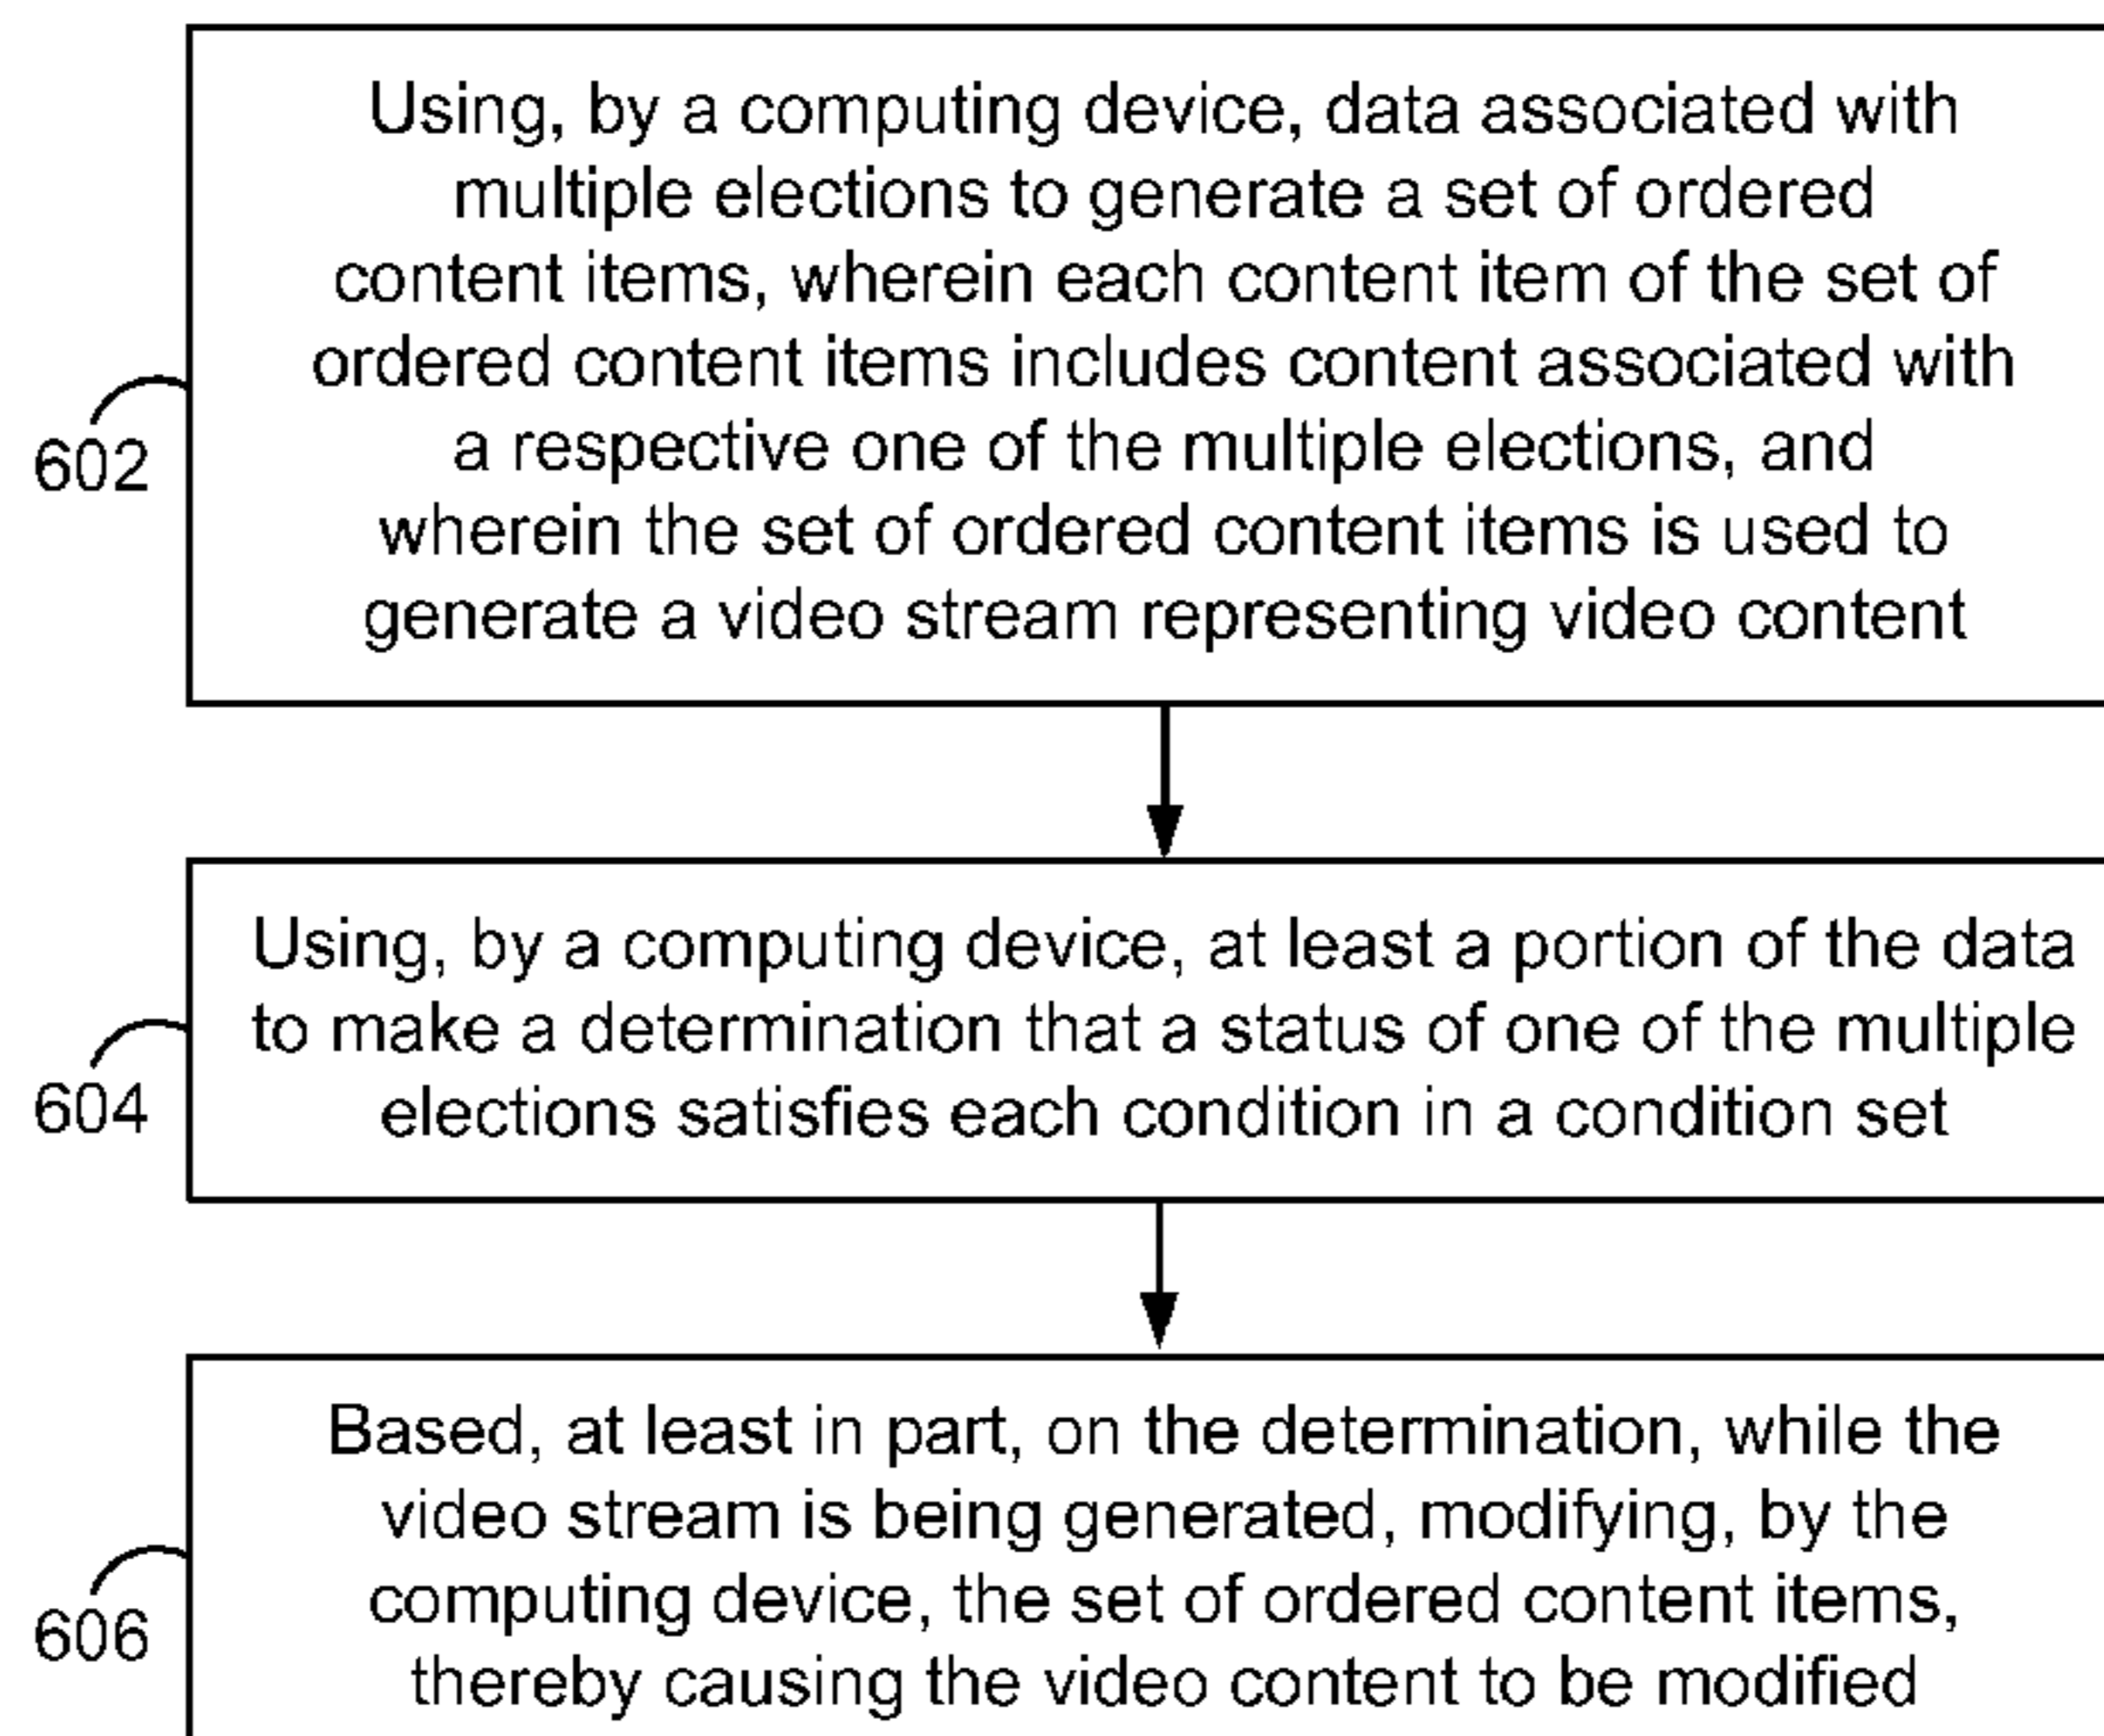 Using, by a computing device, data associated with
multiple elections to generate a set of ordered
content items, wherein each content item of the set of
ordered content items includes content associated with
a respective one of the multiple elections, and
wherein the set of ordered content items is used to
generate a video stream representing video content
602
Using, by a computing device, at least a portion of the data
to make a determination that a status of one of the multiple
elections satisfies each condition in a condition set
604
Based, at least in part, on the determination, while the
video stream is being generated, modifying, by the
computing device, the set of ordered content items,
thereby causing the video content to be modified
606